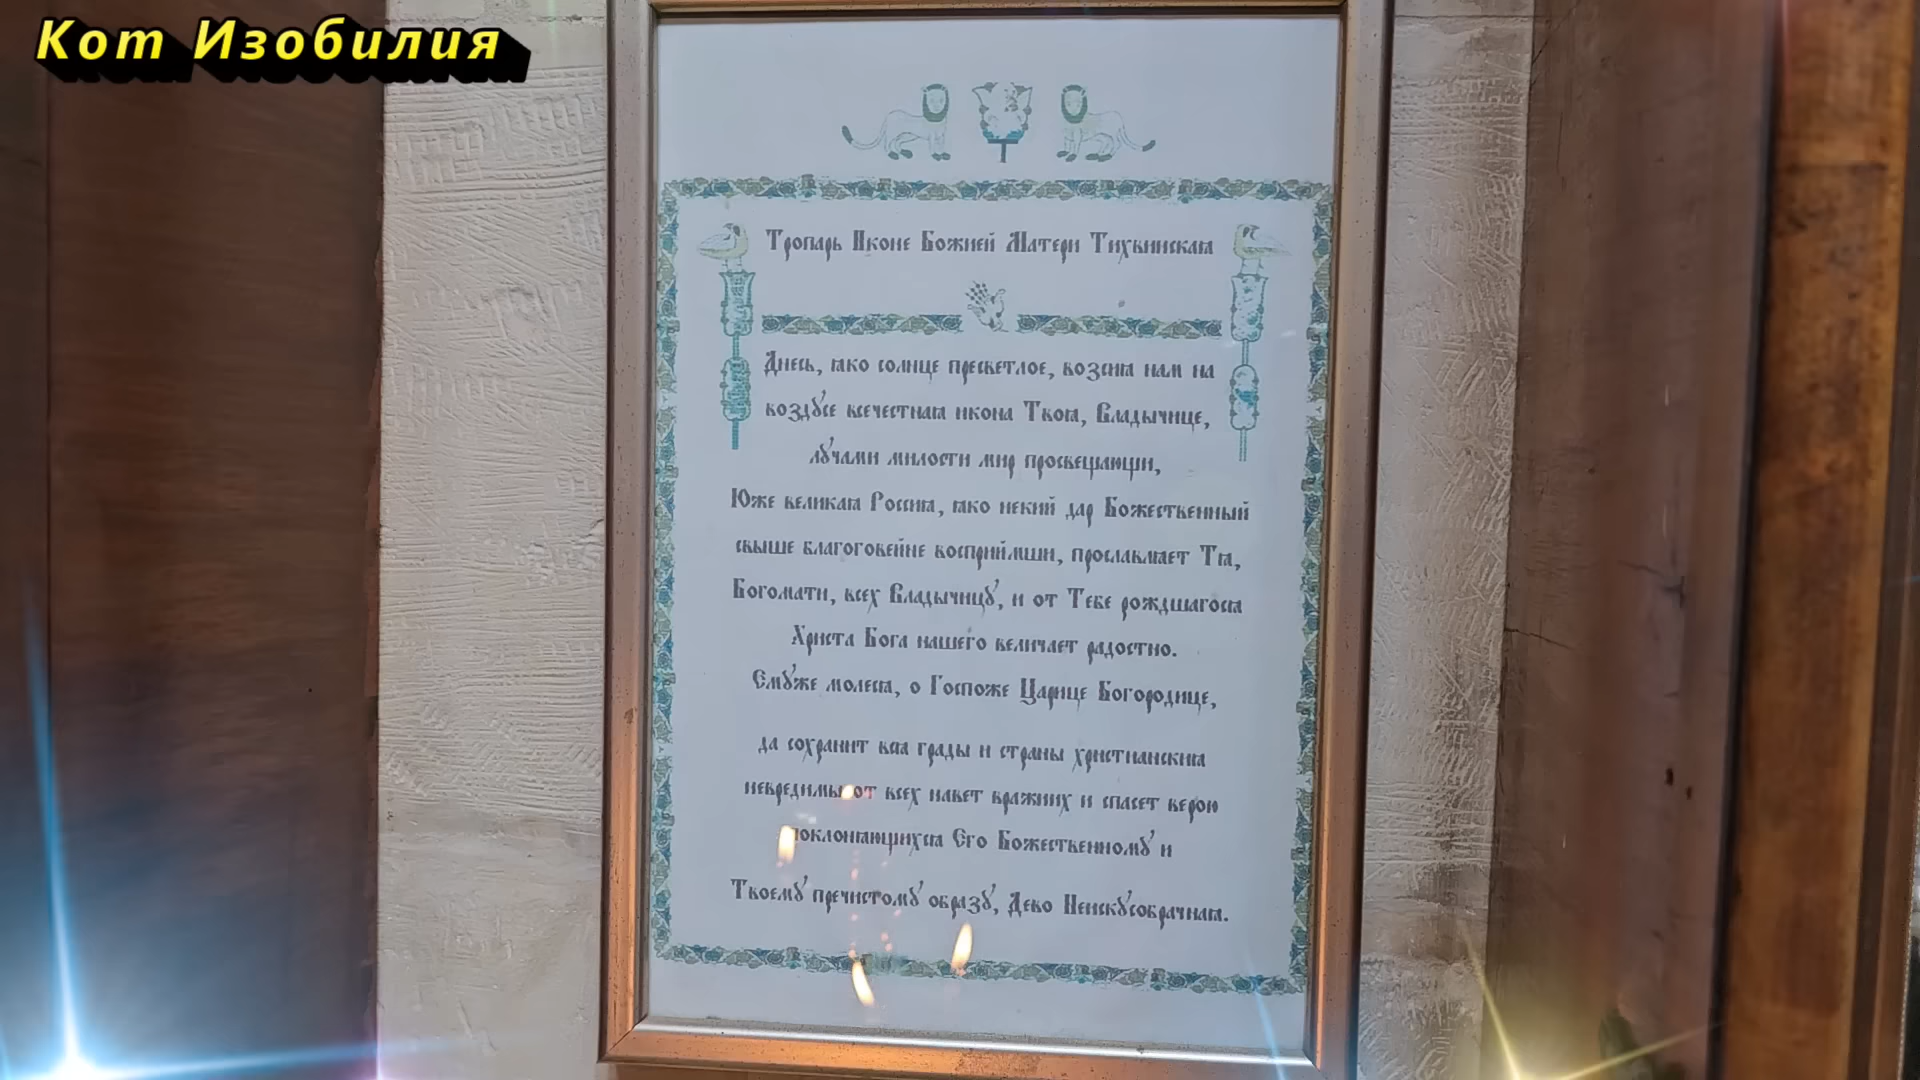 Кот Изобилия
Тропарь Иконе Божией Матери Тихвинская
Днесь, яко солнце пресветлое, возсия нам на
воздусе всечестная икона Твоя, Владычице,
лучами милости мир просвещающи,
Юже великая Россия, яко некий дар Божественный
свыше благоговейне восприимши, прославляет Тя,
Богомати, всех Владычицу, и от Тебе рождшагося
Христа Бога нашего величает радостно.
Емуже молися, о Госпоже Царице Богородице,
да сохранит вся грады и страны христианския
невредимы от всех навет вражиих и спасет верою
поклоняющихся Его Божественному и
Твоему пречистому образу, Дево Неискусобрачная.